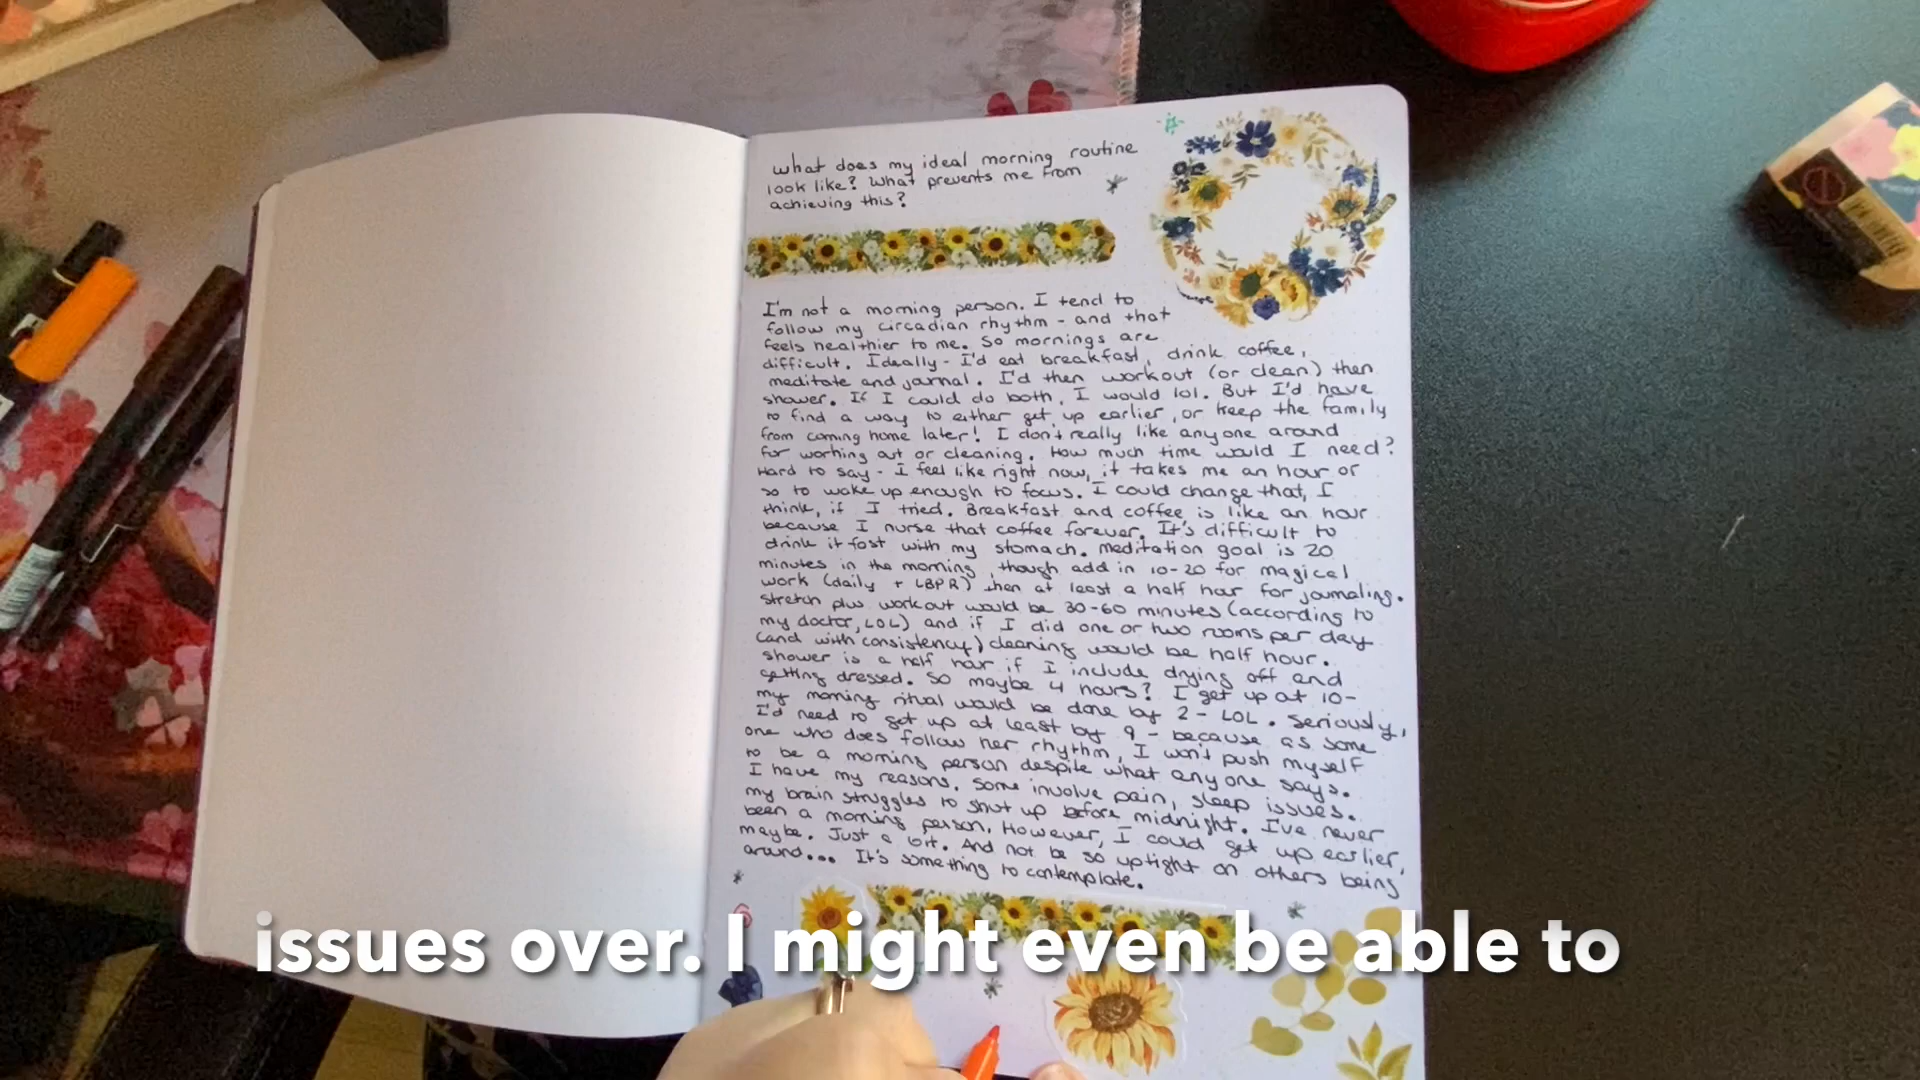 what does my ideal morning routine
look like? What prevents me from
achieving this?
I'm not a morning person. I tend to
follow my circadian rhythm - and that
feels healthier to me. So mornings are
difficult. Ideally - I'd eat breakfast, drink coffee,
meditate and journal. I'd then workout (or clean) then
shower. If I could do both, I would lol. But I'd have
to find a way to either get up earlier, or keep the family
from coming home later! I don't really like anyone around
for working out or cleaning. How much time would I need?
Hard to say - I feel like right now, it takes me an hour or
so to wake up enough to focus. I could change that, I
think, if I tried. Breakfast and coffee is like an hour
because I nurse that coffee forever. It's difficult to
drink it fast with my stomach. Meditation goal is 20
minutes in the morning, though add in 10-20 for magical
work (daily + LBPR) then at least a half hour for journaling.
Stretch plus workout would be 30-60 minutes (according to
my doctor, LOL) and if I did one or two rooms per day
(and with consistency) cleaning would be half hour.
Shower is a half hour if I include drying off and
getting dressed. So maybe 4 hours? I get up at 10-
my morning ritual would be done by 2 - LOL. Seriously,
I'd need to get up at least by 9 - because as some
one who does follow her rhythm, I won't push myself
to be a morning person despite what anyone says.
I have my reasons. Some involve pain, sleep issues.
my brain struggles to shut up before midnight. I've never
been a morning person. However, I could get up earlier,
maybe. Just a bit. And not be so uptight on others being
around... It's something to contemplate.
issues over. I might even be able to